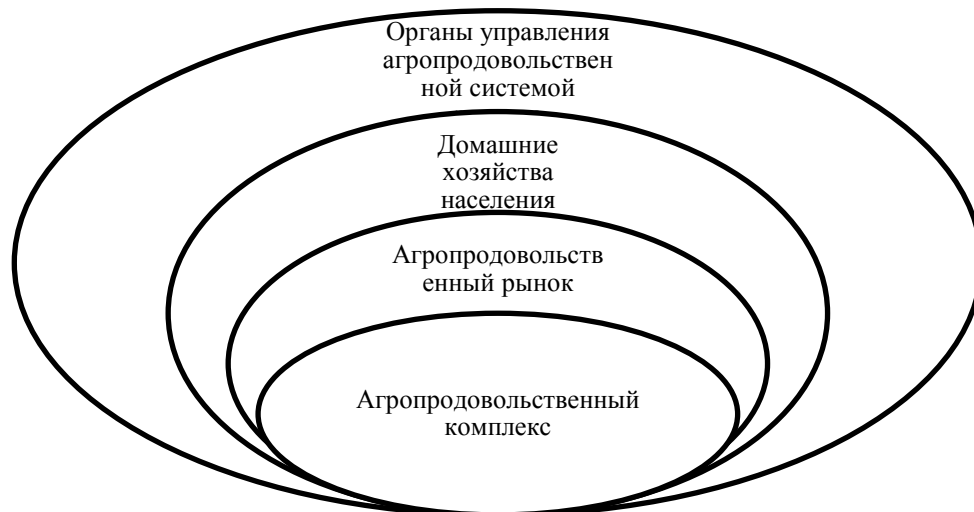 Органы управления
агропродовольствен
ной системой
Домашние
хозяйства
населения
Агропродовольств
енный рынок
Агропродовольственный
комплекс